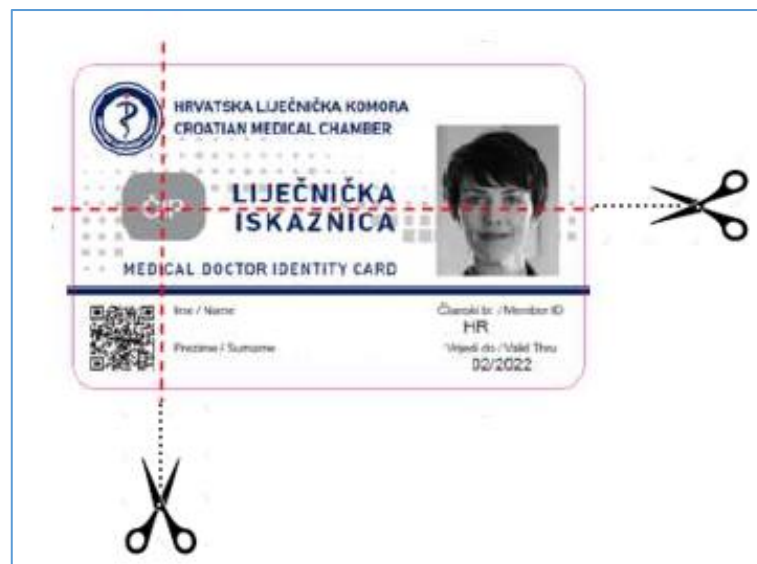 HRVATSKA LIJEČNIČKA KOMORA
CROATIAN MEDICAL CHAMBER
ČIP
LIJEČNIČKA
ISKAZNICA
MEDICAL DOCTOR IDENTITY CARD
Ime / Name
Prezime / Surname
Članski br. / Member ID
HR
Vrijedi do / Valid Thru
02/2022